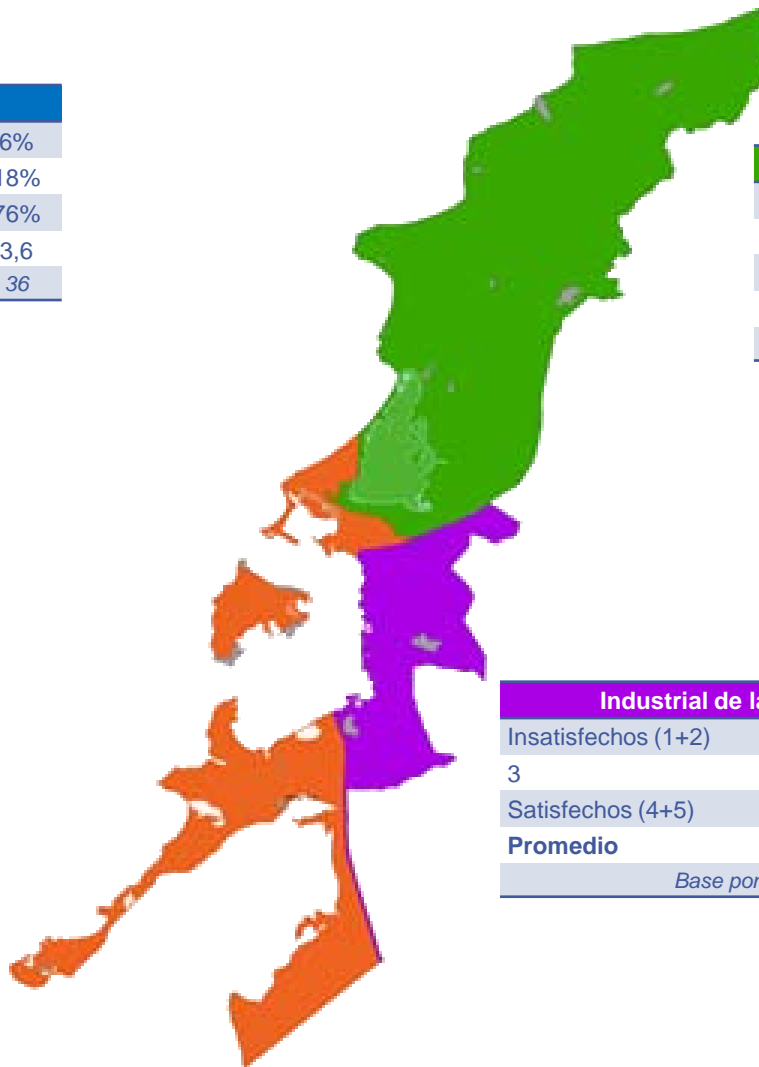 6%
18%
76%
3,6
36
Industrial de la
Insatisfechos (1+2)
3
Satisfechos (4+5)
Promedio
Base por